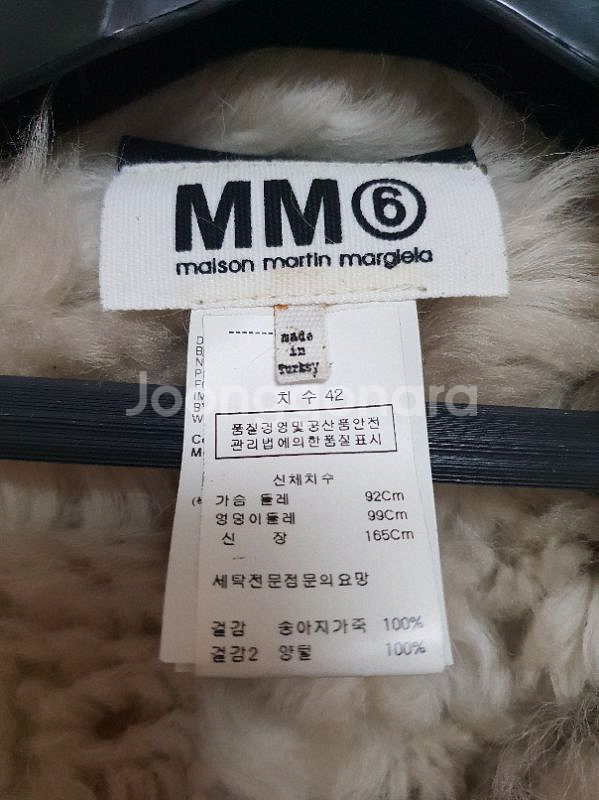 MM6
maison martin margiela
made
in
Turkey
치 수 42
Joonggonara
품질경영및공산품안전
관리법에의한품질표시
신체치수
가슴 둘레 92Cm
엉덩이둘레 99Cm
신 장 165Cm
세탁전문점문의요망
겉감 송아지가죽 100%
겉감2 양털 100%